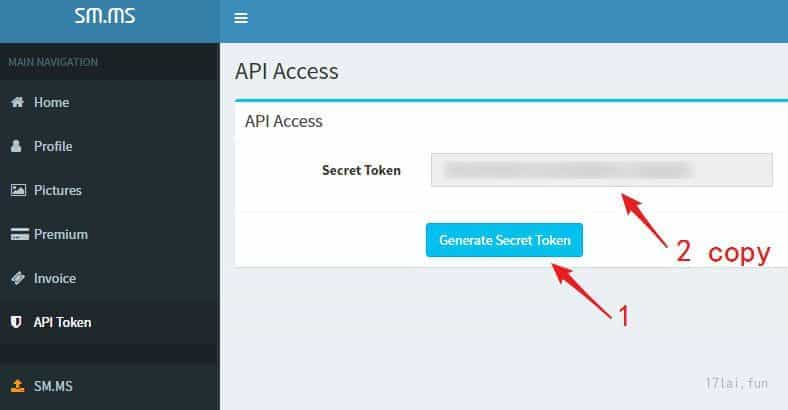 SM.MS
MAIN NAVIGATION
Home
Profile
Pictures
Premium
Invoice
API Token
SM.MS
API Access
API Access
Secret Token
Generate Secret Token
2 copy
1
17lai,fun